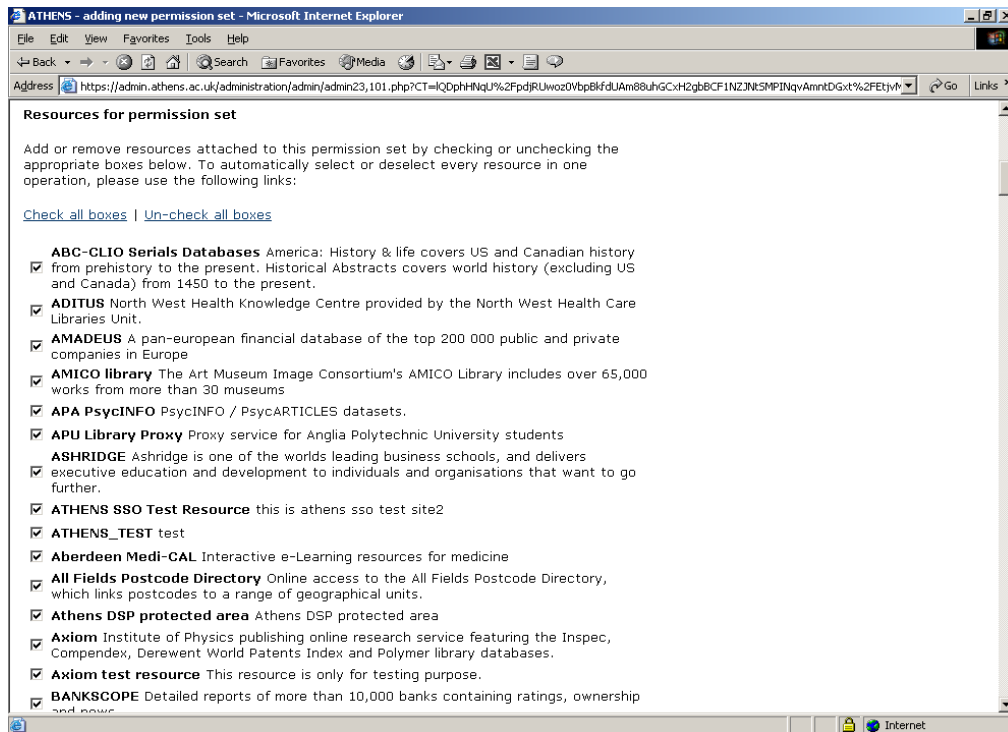 ATHENS - adding new permission set - Microsoft Internet Explorer
File Edit View Favorites Tools Help
Back Search Favorites Media
Address https://admin.athens.ac.uk/administration/admin/admin23,101.php?CT= Go Links
Resources for permission set
Add or remove resources attached to this permission set by checking or unchecking the
appropriate boxes below. To automatically select or deselect every resource in one
operation, please use the following links:
Check all boxes | Un-check all boxes
ABC-CLIO Serials Databases America: History & life covers US and Canadian history
from prehistory to the present. Historical Abstracts covers world history (excluding US
and Canada) from 1450 to the present.
ADITUS North West Health Knowledge Centre provided by the North West Health Care
Libraries Unit.
AMADEUS A pan-european financial database of the top 200 000 public and private
companies in Europe
AMICO library The Art Museum Image Consortium's AMICO Library includes over 65,000
works from more than 30 museums
APA PsycINFO PsycINFO / PsycARTICLES datasets.
APU Library Proxy Proxy service for Anglia Polytechnic University students
ASHRIDGE Ashridge is one of the worlds leading business schools, and delivers
executive education and development to individuals and organisations that want to go
further.
ATHENS SSO Test Resource this is athens sso test site2
ATHENS_TEST test
Aberdeen Medi-CAL Interactive e-Learning resources for medicine
All Fields Postcode Directory Online access to the All Fields Postcode Directory,
which links postcodes to a range of geographical units.
Athens DSP protected area Athens DSP protected area
Axiom Institute of Physics publishing online research service featuring the Inspec,
Compendex, Derewent World Patents Index and Polymer library databases.
Axiom test resource This resource is only for testing purpose.
BANKSCOPE Detailed reports of more than 10,000 banks containing ratings, ownership
and news
Internet